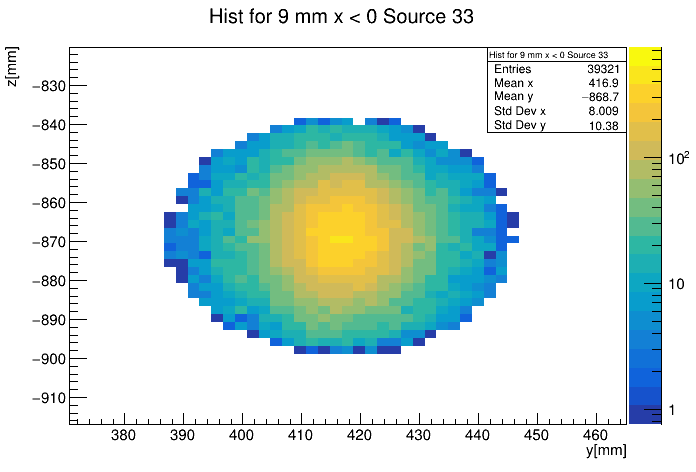 Hist for 9 mm x < 0 Source 33
z[mm]
Hist for 9 mm x < 0 Source 33
Entries 39321
Mean x 416.9
Mean y −868.7
Std Dev x 8.009
Std Dev y 10.38
−830
−840
−850
−860
−870
−880
−890
−900
−910
10²
10
1
380 390 400 410 420 430 440 450 460
y[mm]